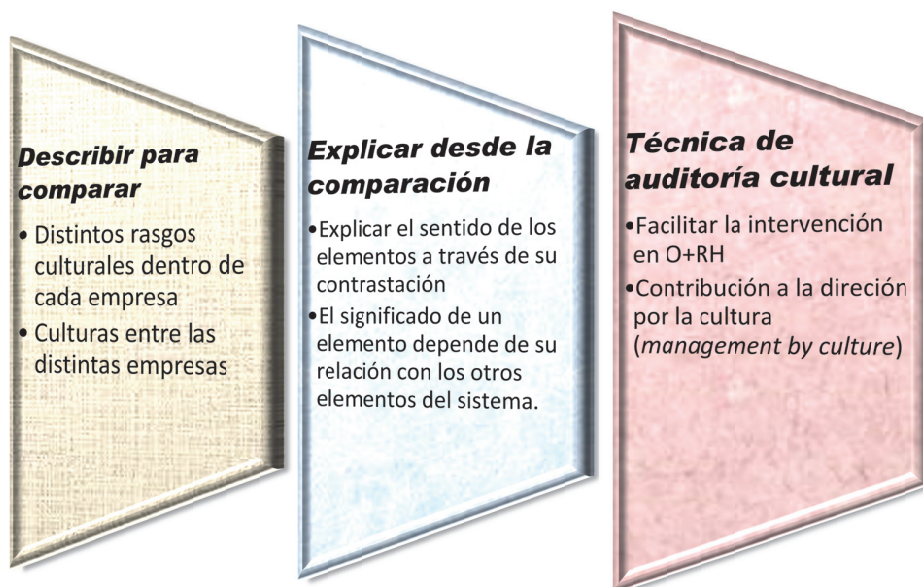 Describir para
comparar
• Distintos rasgos
culturales dentro de
cada empresa
• Culturas entre las
distintas empresas
Explicar desde la
comparación
•Explicar el sentido de los
elementos a través de su
contrastación
•El significado de un
elemento depende de su
relación con los otros
elementos del sistema.
Técnica de
auditoría cultural
•Facilitar la intervención
en O+RH
•Contribución a la direción
por la cultura
(management by culture)